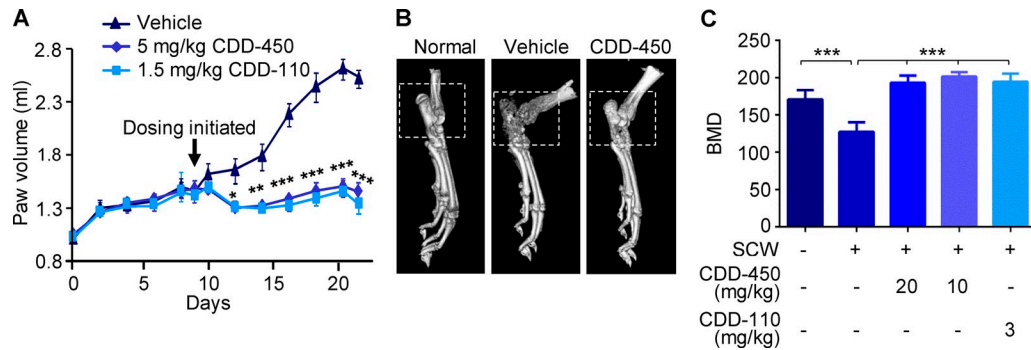 A
Vehicle
5 mg/kg CDD-450
1.5 mg/kg CDD-110
Paw volume (ml)
2.8
2.3
1.8
1.3
0.8
Dosing initiated
* ** *** *** *** ***
0 5 10 15 20
Days
B
Normal Vehicle CDD-450
C
BMD
250
200
150
100
50
0
*** ***
SCW - + + + +
CDD-450
(mg/kg) - - 20 10 -
CDD-110
(mg/kg) - - - - 3